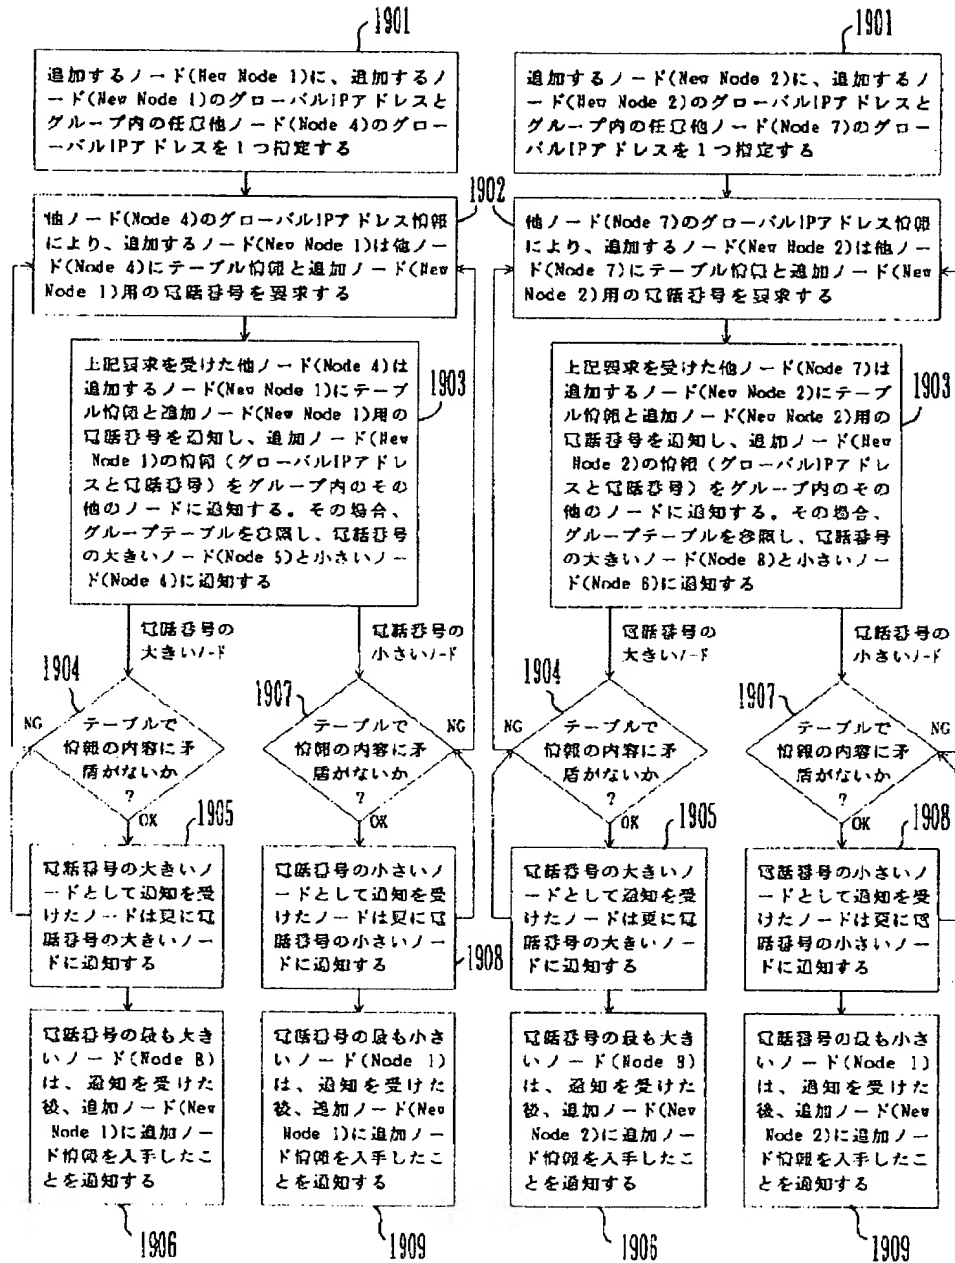 1901
追加するノード(New Node 1)に、追加するノ
ード(New Node 1)のグローバルIPアドレスと
グループ内の任意他ノード(Node 4)のグロー
バルIPアドレスを1つ指定する
1902
他ノード(Node 4)のグローバルIPアドレス情報
により、追加するノード(New Node 1)は他ノード
(Node 4)にテーブル情報と追加ノード(New
Node 1)用の電話番号を要求する
1903
上記要求を受けた他ノード(Node 4)は
追加するノード(New Node 1)にテーブ
ル情報と追加ノード(New Node 1)用の
電話番号を通知し、追加ノード(New
Node 1)の情報(グローバルIPアドレ
スと電話番号)をグループ内のその
他のノードに通知する。その場合、
グループテーブルを参照し、電話番号
の大きいノード(Node 5)と小さいノー
ド(Node 4)に通知する
電話番号の
大きいノード
電話番号の
小さいノード
1904
NG
テーブルで
情報の内容に矛
盾がないか
?
OK
1907
NG
テーブルで
情報の内容に矛
盾がないか
?
OK
1905
電話番号の大きいノ
ードとして通知を受
けたノードは更に電
話番号の大きいノード
に通知する
電話番号の小さいノ
ードとして通知を受
けたノードは更に電
話番号の小さいノー
ドに通知する
1908
電話番号の最も大き
いノード(Node 8)
は、通知を受けた
後、追加ノード(New
Node 1)に追加ノー
ド情報を入手したこ
とを通知する
1906
電話番号の最も小さ
いノード(Node 1)
は、通知を受けた
後、追加ノード(New
Node 1)に追加ノー
ド情報を入手したこ
とを通知する
1909
1901
追加するノード(New Node 2)に、追加するノ
ード(New Node 2)のグローバルIPアドレスと
グループ内の任意他ノード(Node 7)のグロー
バルIPアドレスを1つ指定する
他ノード(Node 7)のグローバルIPアドレス情報
により、追加するノード(New Node 2)は他ノー
ド(Node 7)にテーブル情報と追加ノード(New
Node 2)用の電話番号を要求する
1903
上記要求を受けた他ノード(Node 7)は
追加するノード(New Node 2)にテーブ
ル情報と追加ノード(New Node 2)用の
電話番号を通知し、追加ノード(New
Node 2)の情報(グローバルIPアドレ
スと電話番号)をグループ内のその
他のノードに通知する。その場合、
グループテーブルを参照し、電話番号
の大きいノード(Node 8)と小さいノー
ド(Node 6)に通知する
電話番号の
大きいノード
電話番号の
小さいノード
1904
NG
テーブルで
情報の内容に矛
盾がないか
?
OK
1907
NG
テーブルで
情報の内容に矛
盾がないか
?
OK
1905
電話番号の大きいノ
ードとして通知を受
けたノードは更に電
話番号の大きいノー
ドに通知する
1908
電話番号の小さいノ
ードとして通知を受
けたノードは更に電
話番号の小さいノー
ドに通知する
電話番号の最も大き
いノード(Node 9)
は、通知を受けた
後、追加ノード(New
Node 2)に追加ノー
ド情報を入手したこ
とを通知する
1906
電話番号の最も小さ
いノード(Node 1)
は、通知を受けた
後、追加ノード(New
Node 2)に追加ノー
ド情報を入手したこ
とを通知する
1909